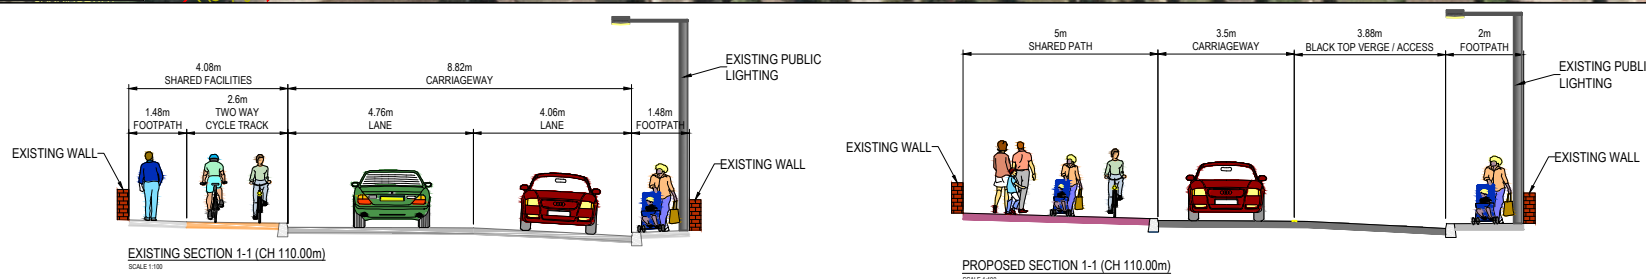 4.08m
SHARED FACILITIES
8.82m
CARRIAGEWAY
1.48m
FOOTPATH
2.6m
TWO WAY
CYCLE TRACK
4.76m
LANE
4.06m
LANE
1.48m
FOOTPATH
EXISTING PUBLIC
LIGHTING
EXISTING WALL
EXISTING WALL
EXISTING SECTION 1-1 (CH 110.00m)
SCALE 1:100
5m
SHARED PATH
3.5m
CARRIAGEWAY
3.88m
BLACK TOP VERGE / ACCESS
2m
FOOTPATH
EXISTING PUBLI
LIGHTING
EXISTING WALL
EXISTING WALL
PROPOSED SECTION 1-1 (CH 110.00m)